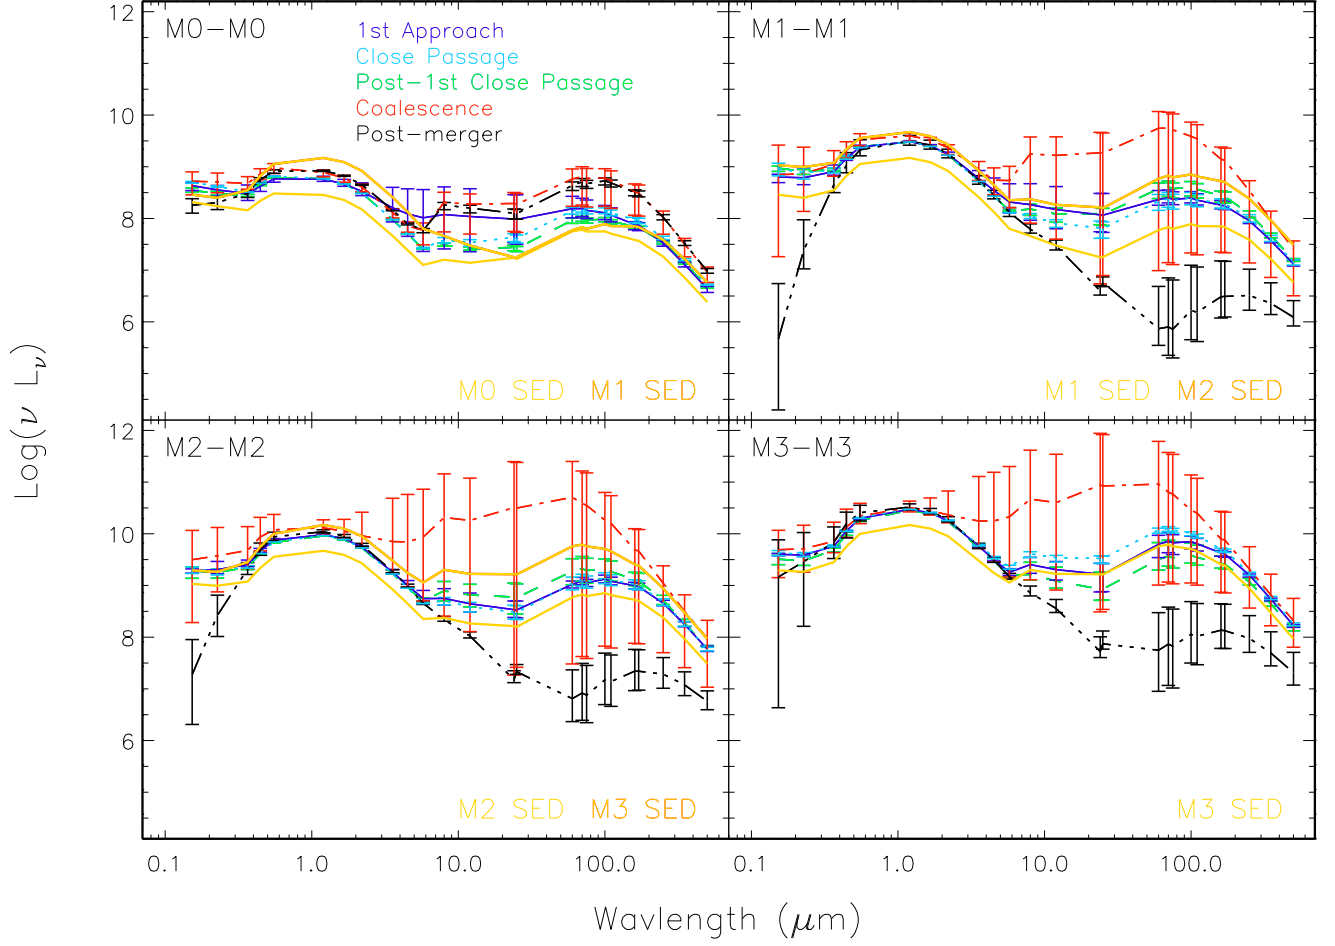 M0-M0
1st Approach
Close Passage
Post-1st Close Passage
Coalescence
Post-merger
M1-M1
12
10
8
6
M0 SED M1 SED
M1 SED M2 SED
M2-M2
M3-M3
12
10
8
6
M2 SED M3 SED
M3 SED
Log(ν Lν)
0.1 1.0 10.0 100.0
0.1 1.0 10.0 100.0
Wavlength (μm)